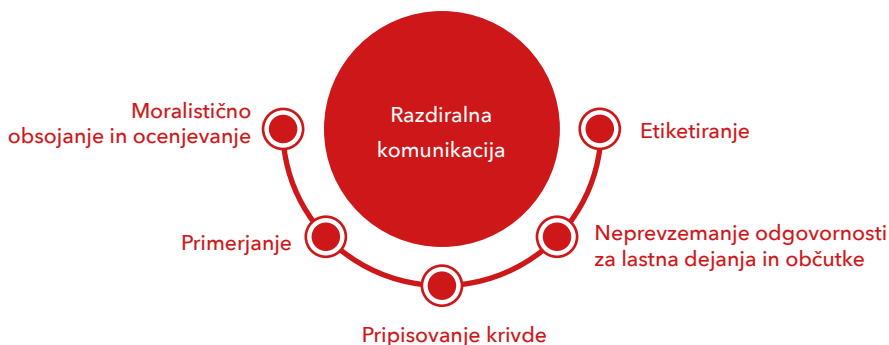 Razdiralna
komunikacija
Moralistično
obsojanje in ocenjevanje
Primerjanje
Pripisovanje krivde
Neprevzemanje odgovornosti
za lastna dejanja in občutke
Etiketiranje